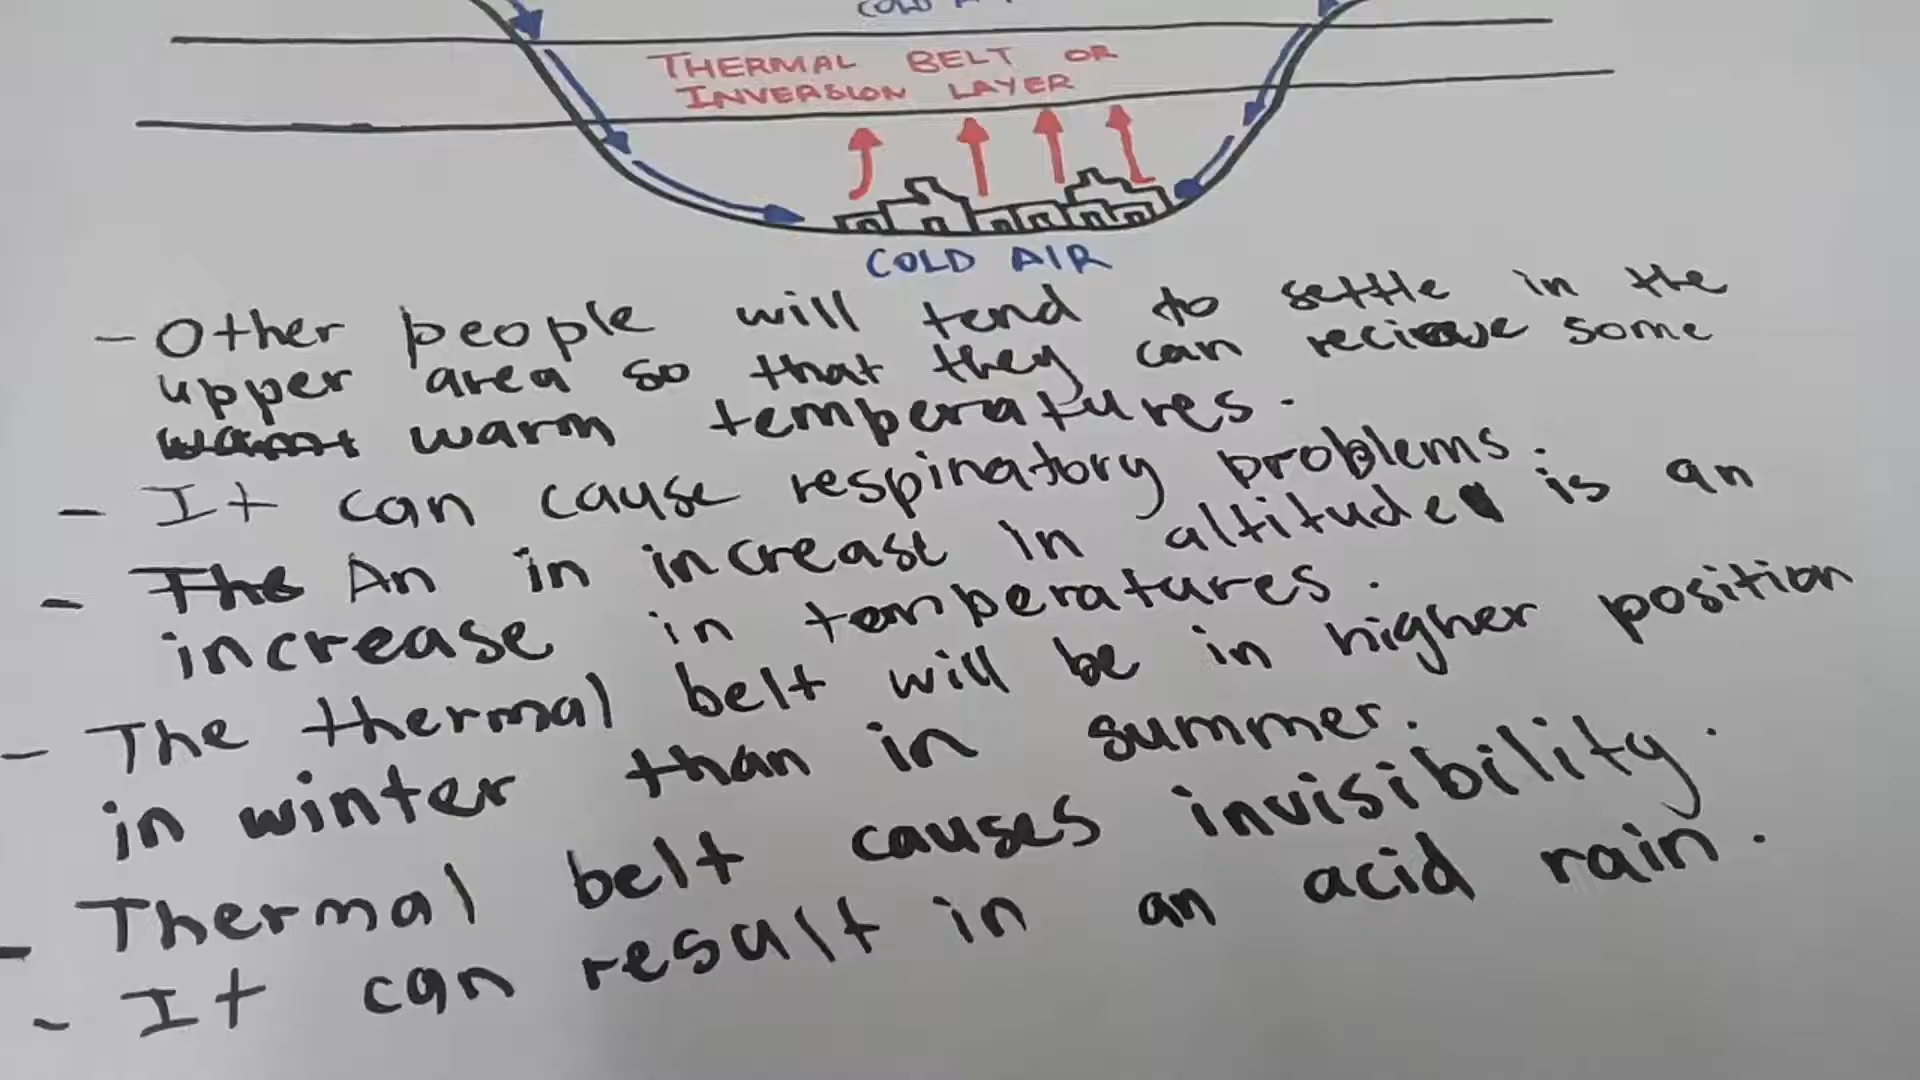 THERMAL BELT OR
INVERSION LAYER
COLD AIR
- Other people will tend to settle in the
upper area so that they can recieve some
warm temperatures.
- It can cause respiratory problems.
- The An in increase in altitude is an
increase in temperatures.
- The thermal belt will be in higher position
in winter than in summer.
- Thermal belt causes invisibility.
- It can result in an acid rain.